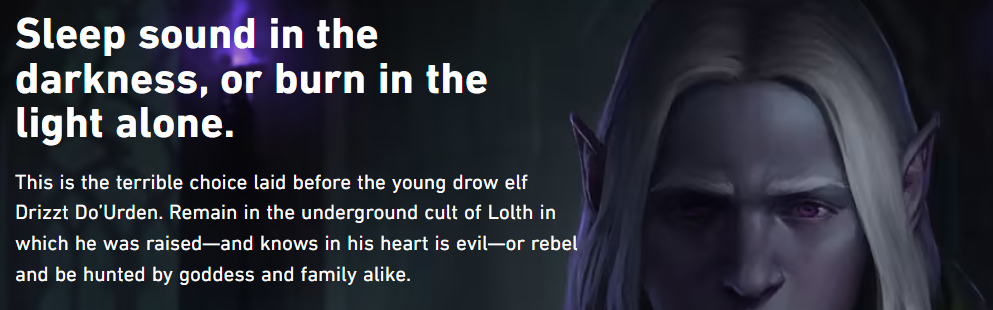 Sleep sound in the
darkness, or burn in the
light alone.
This is the terrible choice laid before the young drow elf
Drizzt Do’Urden. Remain in the underground cult of Lolth in
which he was raised—and knows in his heart is evil—or rebel
and be hunted by goddess and family alike.